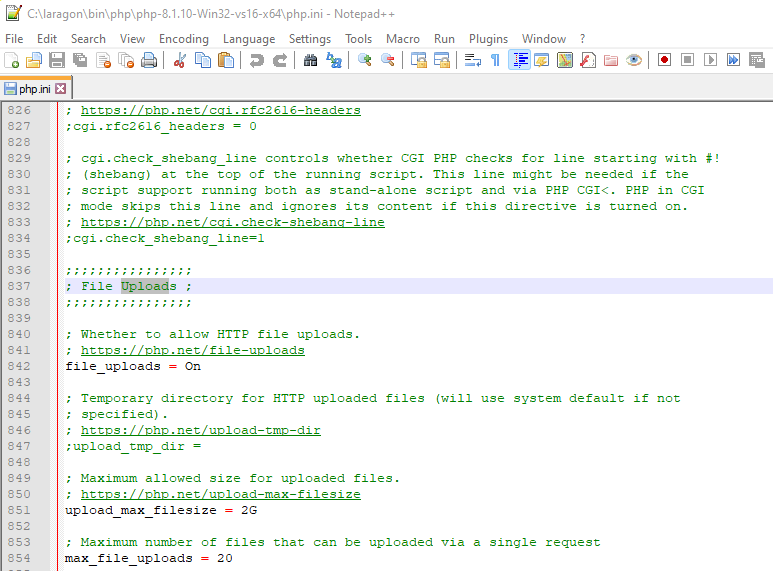 C:\laragon\bin\php\php-8.1.10-Win32-vs16-x64\php.ini - Notepad++
File Edit Search View Encoding Language Settings Tools Macro Run Plugins Window ?
php.ini
826 ; https://php.net/cgi.rfc2616-headers
827 ;cgi.rfc2616_headers = 0
828
829 ; cgi.check_shebang_line controls whether CGI PHP checks for line starting with #!
830 ; (shebang) at the top of the running script. This line might be needed if the
831 ; script support running both as stand-alone script and via PHP CGI<. PHP in CGI
832 ; mode skips this line and ignores its content if this directive is turned on.
833 ; https://php.net/cgi.check-shebang-line
834 ;cgi.check_shebang_line=1
835
836 ;;;;;;;;;;;;;;;;
837 ; File Uploads ;
838 ;;;;;;;;;;;;;;;;
839
840 ; Whether to allow HTTP file uploads.
841 ; https://php.net/file-uploads
842 file_uploads = On
843
844 ; Temporary directory for HTTP uploaded files (will use system default if not
845 ; specified).
846 ; https://php.net/upload-tmp-dir
847 ;upload_tmp_dir =
848
849 ; Maximum allowed size for uploaded files.
850 ; https://php.net/upload-max-filesize
851 upload_max_filesize = 2G
852
853 ; Maximum number of files that can be uploaded via a single request
854 max_file_uploads = 20